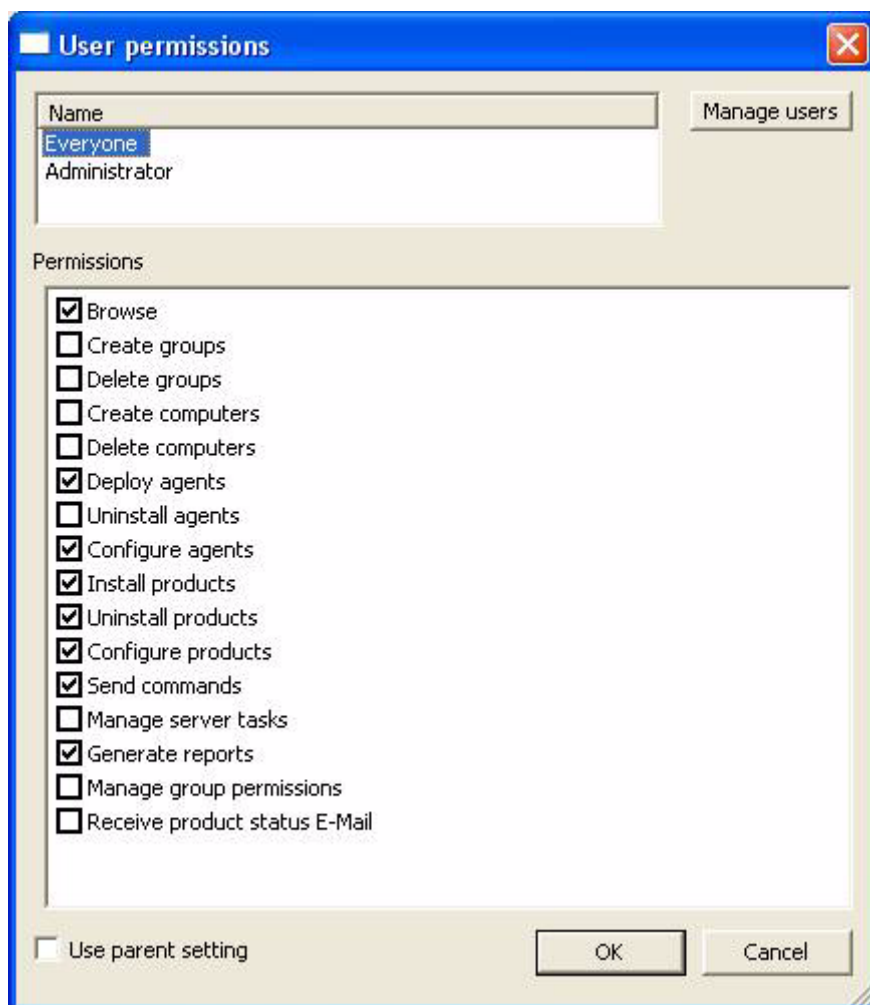 User permissions
Name
Manage users
Everyone
Administrator
Permissions
Browse
Create groups
Delete groups
Create computers
Delete computers
Deploy agents
Uninstall agents
Configure agents
Install products
Uninstall products
Configure products
Send commands
Manage server tasks
Generate reports
Manage group permissions
Receive product status E-Mail
Use parent setting
OK
Cancel